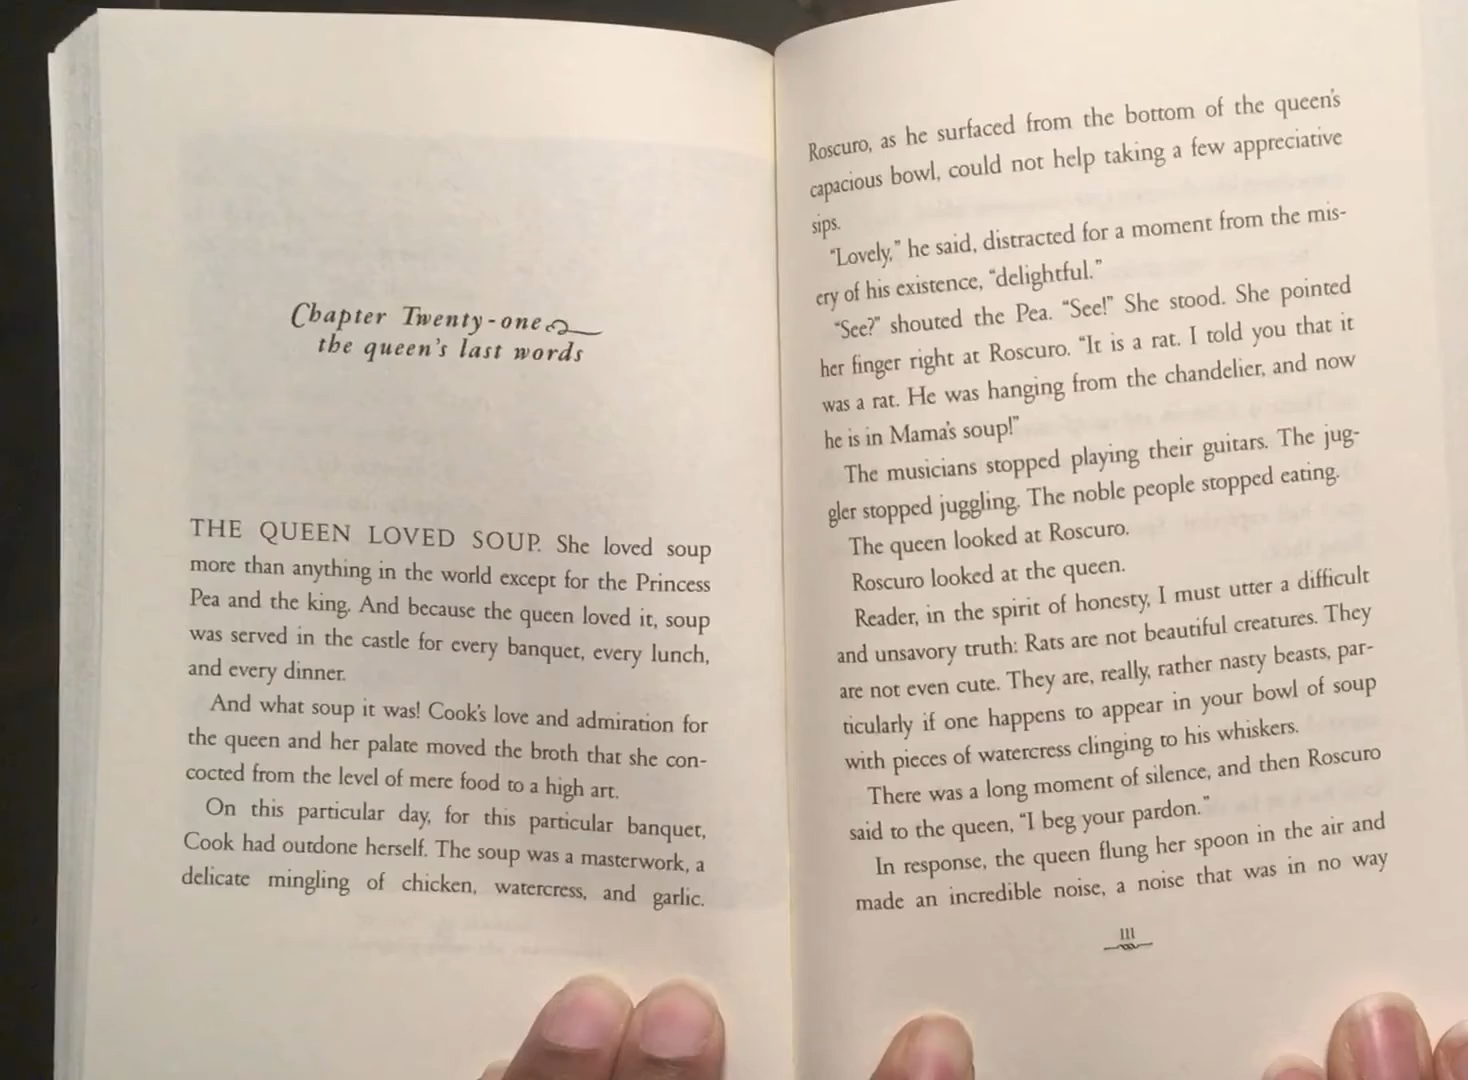 Chapter Twenty-one
the queen's last words
THE QUEEN LOVED SOUP. She loved soup
more than anything in the world except for the Princess
Pea and the king. And because the queen loved it, soup
was served in the castle for every banquet, every lunch,
and every dinner.
And what soup it was! Cook's love and admiration for
the queen and her palate moved the broth that she con-
cocted from the level of mere food to a high art.
On this particular day, for this particular banquet,
Cook had outdone herself. The soup was a masterwork, a
delicate mingling of chicken, watercress, and garlic.
Roscuro, as he surfaced from the bottom of the queen's
capacious bowl, could not help taking a few appreciative
sips.
"Lovely," he said, distracted for a moment from the mis-
ery of his existence, "delightful."
"See?" shouted the Pea. "See!" She stood. She pointed
her finger right at Roscuro. "It is a rat. I told you that it
was a rat. He was hanging from the chandelier, and now
he is in Mama's soup!"
The musicians stopped playing their guitars. The jug-
gler stopped juggling. The noble people stopped eating.
The queen looked at Roscuro.
Roscuro looked at the queen.
Reader, in the spirit of honesty, I must utter a difficult
and unsavory truth: Rats are not beautiful creatures. They
are not even cute. They are, really, rather nasty beasts, par-
ticularly if one happens to appear in your bowl of soup
with pieces of watercress clinging to his whiskers.
There was a long moment of silence, and then Roscuro
said to the queen, "I beg your pardon."
In response, the queen flung her spoon in the air and
made an incredible noise, a noise that was in no way
111